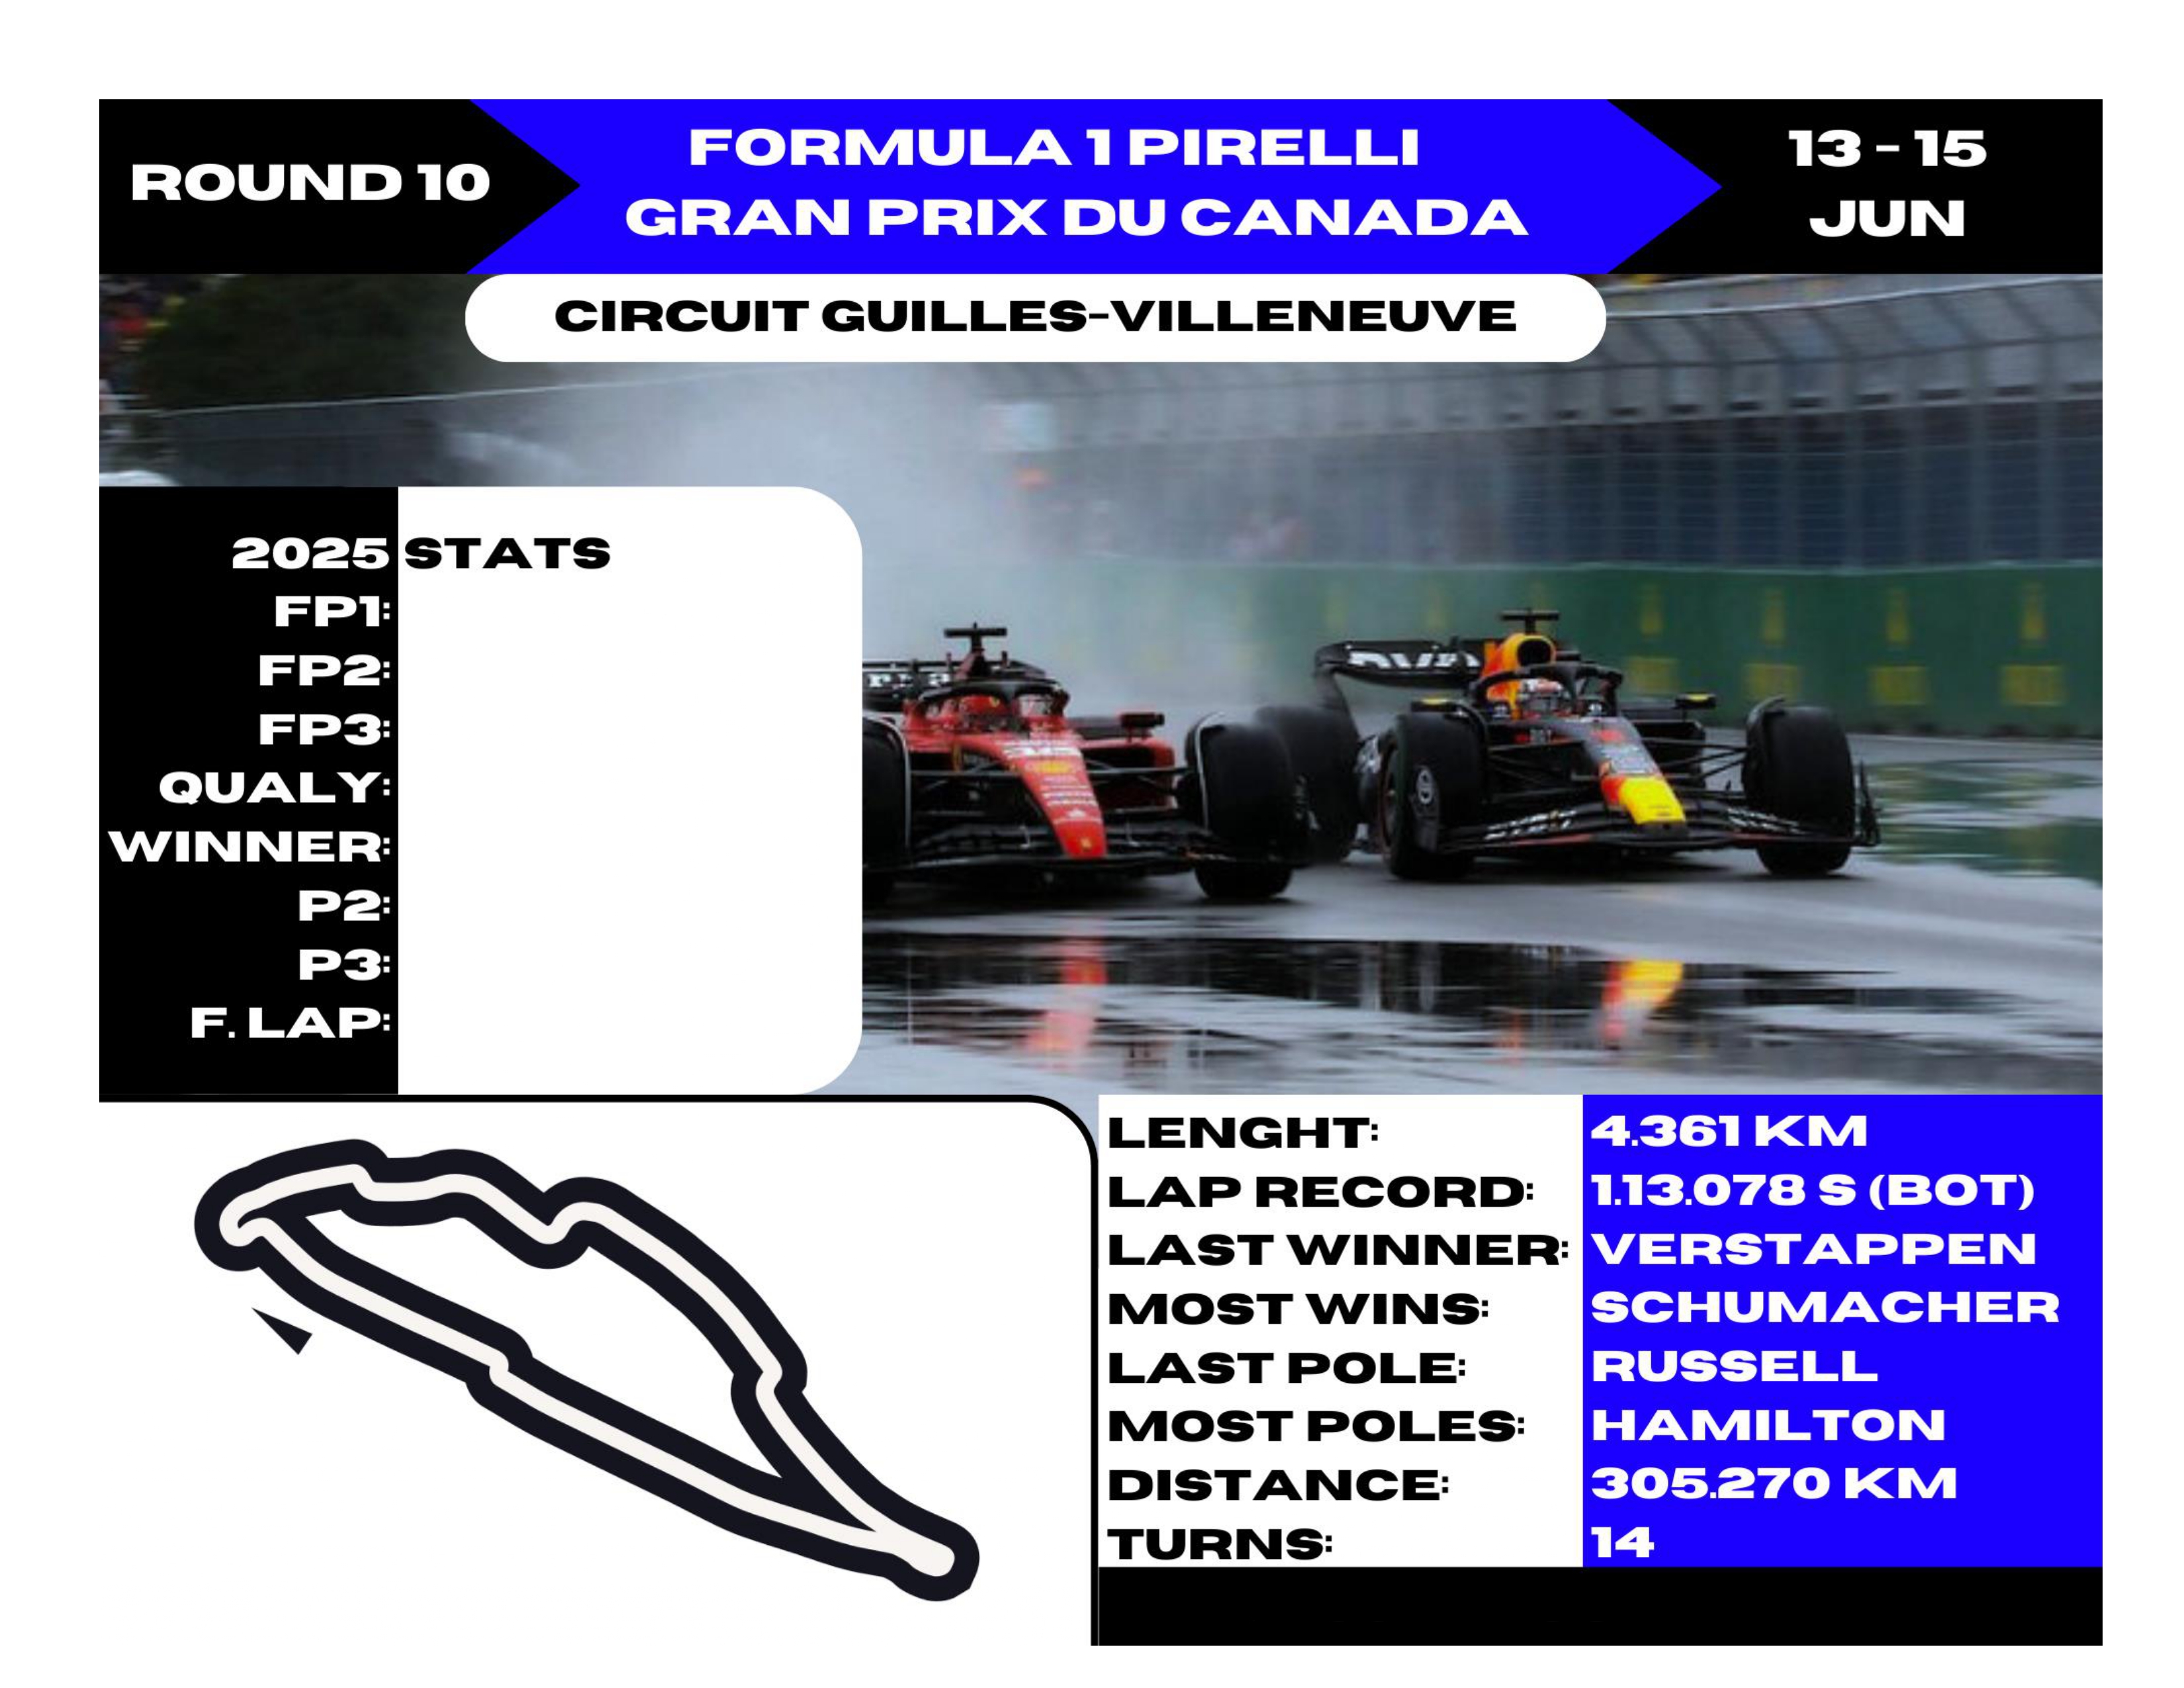 ROUND 10
FORMULA 1 PIRELLI
GRAN PRIX DU CANADA
13 - 15
JUN
CIRCUIT GUILLES-VILLENEUVE
2025 STATS
FP1:
FP2:
FP3:
QUALY:
WINNER:
P2:
P3:
F. LAP:
LENGHT: 4.361 KM
LAP RECORD: 1.13.078 S (BOT)
LAST WINNER: VERSTAPPEN
MOST WINS: SCHUMACHER
LAST POLE: RUSSELL
MOST POLES: HAMILTON
DISTANCE: 305.270 KM
TURNS: 14